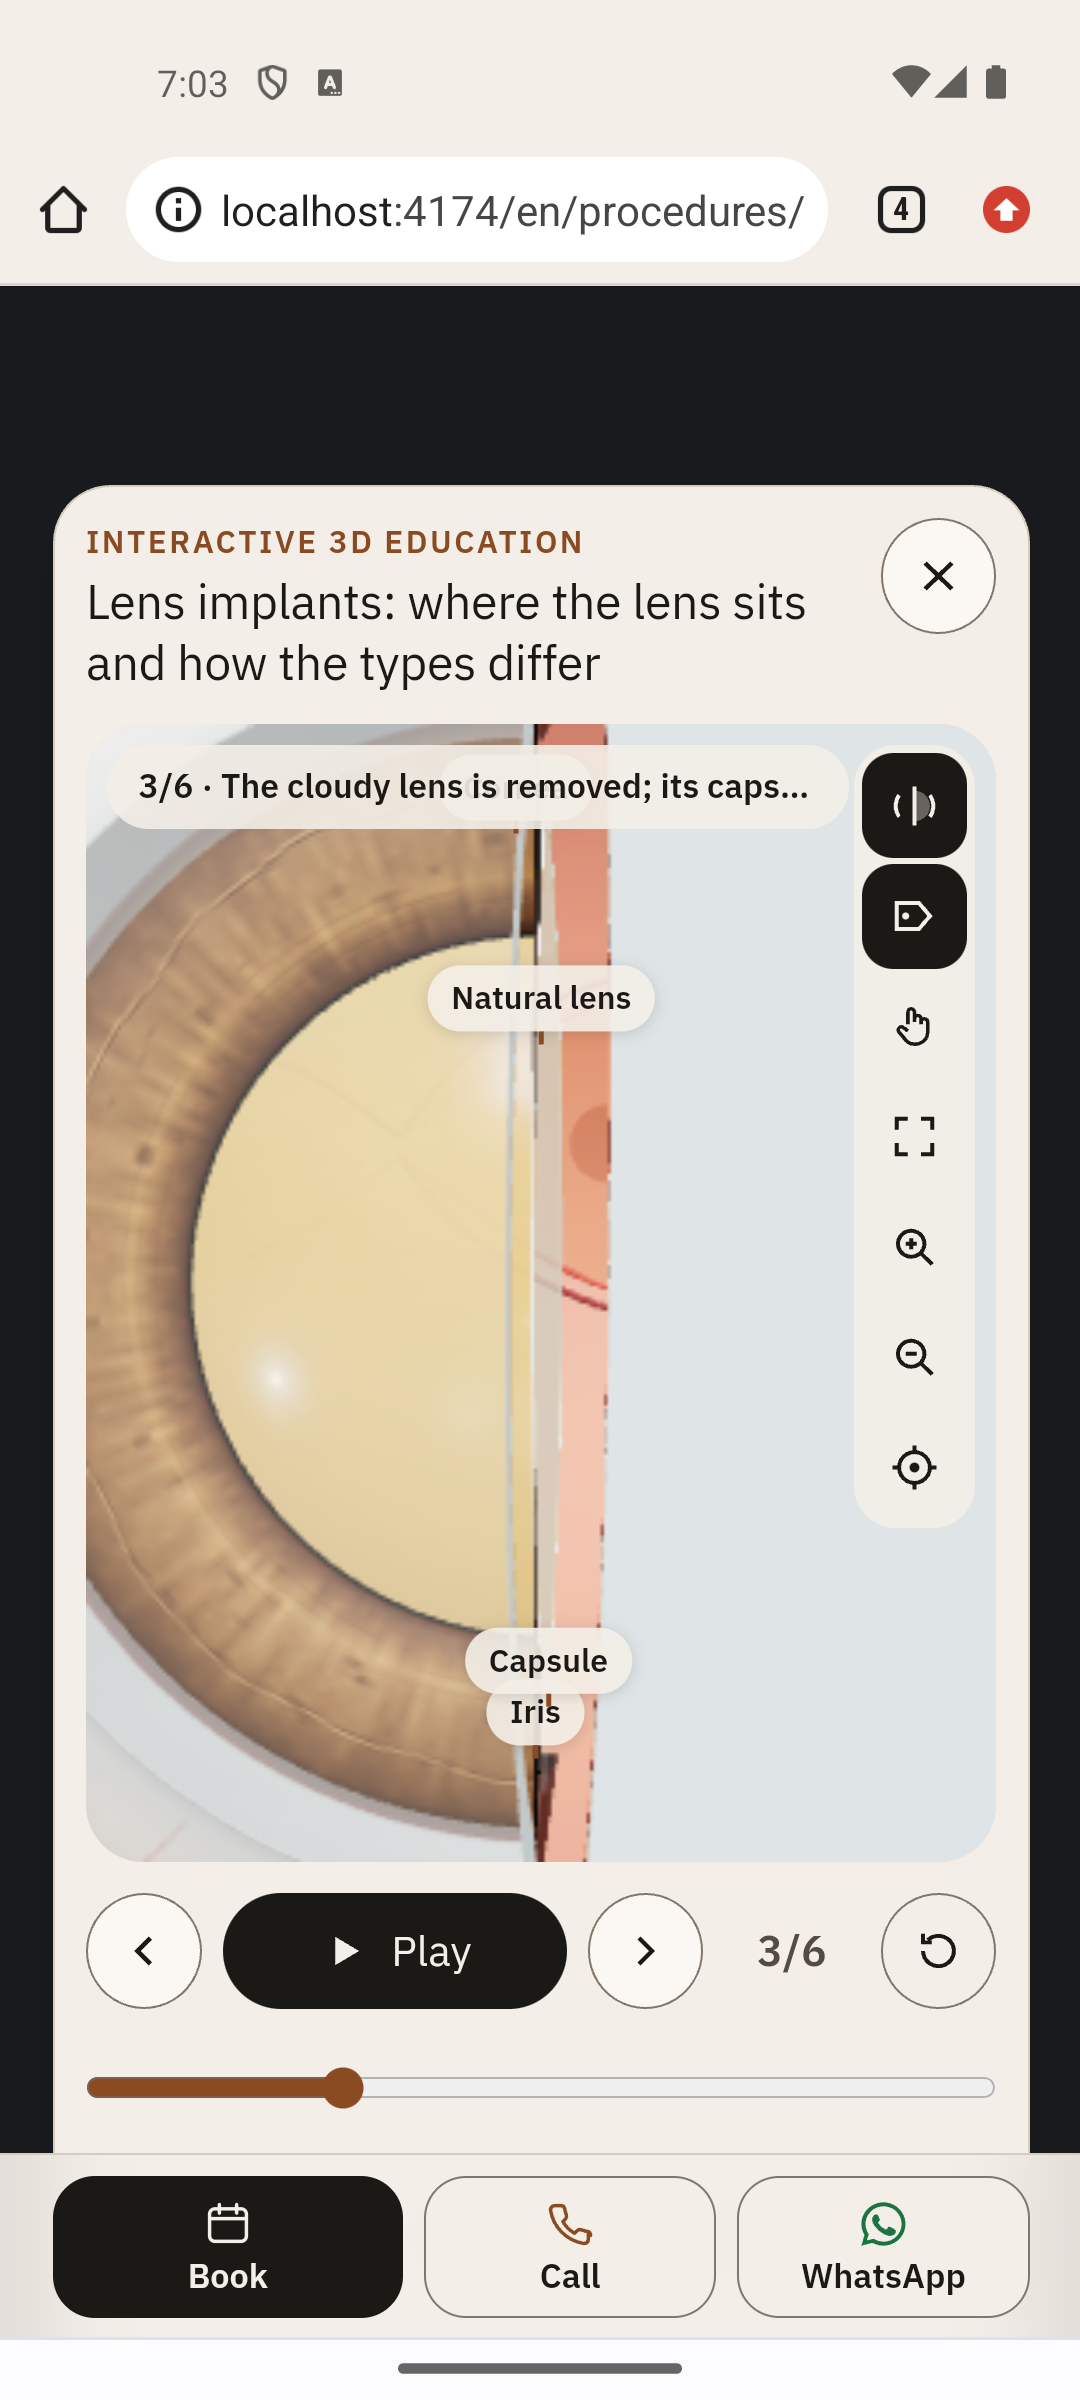 7:03
localhost:4174/en/procedures/
4
INTERACTIVE 3D EDUCATION
Lens implants: where the lens sits
and how the types differ
3/6 · The cloudy lens is removed; its caps...
Natural lens
Capsule
Iris
Play
3/6
Book
Call
WhatsApp